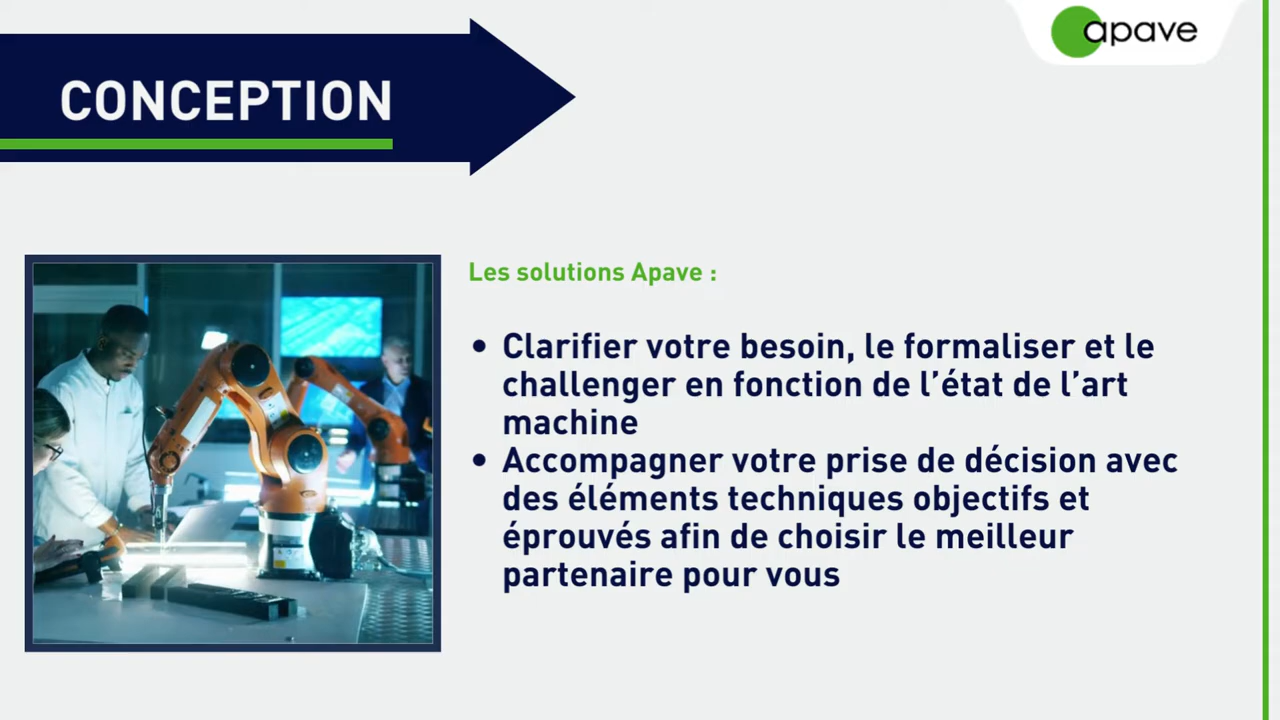 apave
CONCEPTION
Les solutions Apave :
• Clarifier votre besoin, le formaliser et le
challenger en fonction de l'état de l'art
machine
• Accompagner votre prise de décision avec
des éléments techniques objectifs et
éprouvés afin de choisir le meilleur
partenaire pour vous